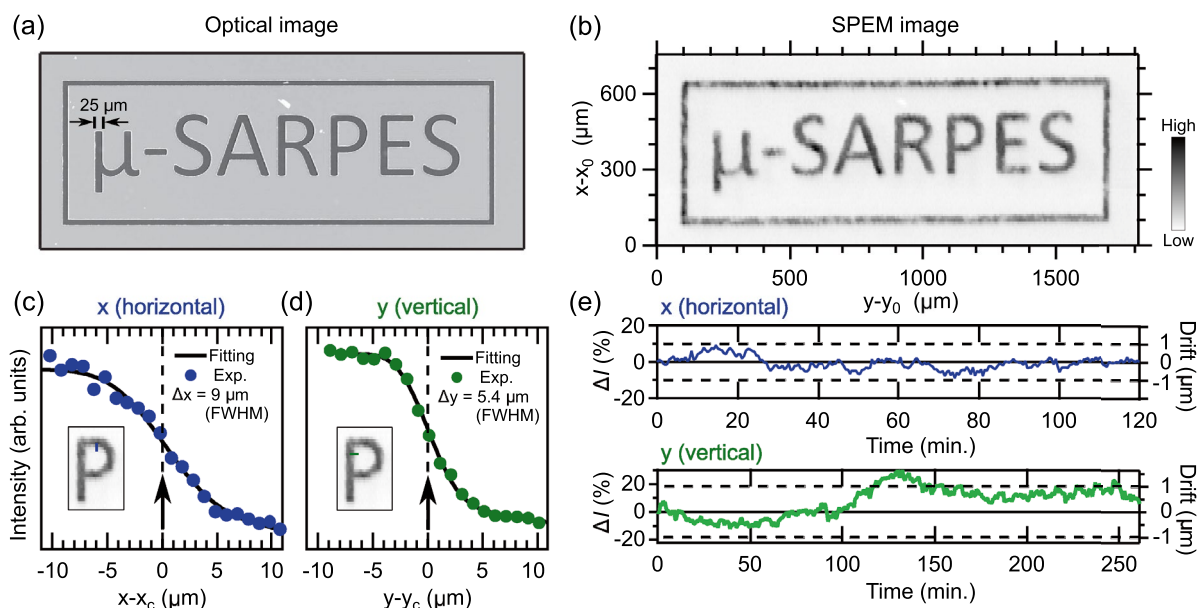 (a)
Optical image
25 μm
μ-SARPES
(b)
SPEM image
μ-SARPES
600
300
0
x-x0 (μm)
0
500
1000
1500
y-y0 (μm)
High
Low
(c)
x (horizontal)
Fitting
Exp.
Δx = 9 μm
(FWHM)
P
Intensity (arb. units)
-10
-5
0
5
10
x-xc (μm)
(d)
y (vertical)
Fitting
Exp.
Δy = 5.4 μm
(FWHM)
P
-10
-5
0
5
10
y-yc (μm)
(e)
x (horizontal)
20
0
-20
ΔI (%)
1
0
-1
Drift (μm)
0
20
40
60
80
100
120
Time (min.)
y (vertical)
20
0
-20
ΔI (%)
1
0
-1
Drift (μm)
0
50
100
150
200
250
Time (min.)